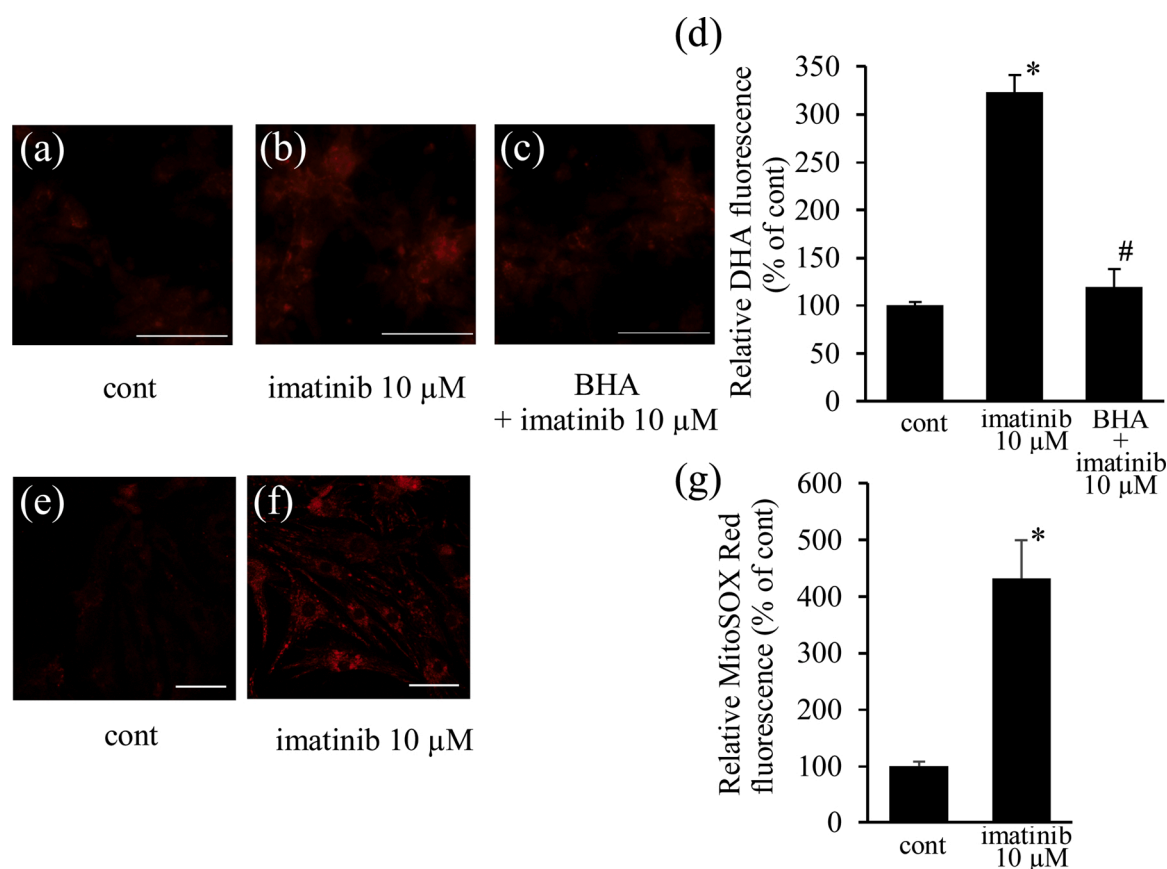 (a)
(b)
(c)
cont
imatinib 10 µM
BHA
+ imatinib 10 µM
(d)
Relative DHA fluorescence
(% of cont)
350
300
250
200
150
100
50
0
*
#
cont
imatinib
10 µM
BHA
+
imatinib
10 µM
(e)
(f)
cont
imatinib 10 µM
(g)
Relative MitoSOX Red
fluorescence (% of cont)
600
500
400
300
200
100
0
*
cont
imatinib
10 µM